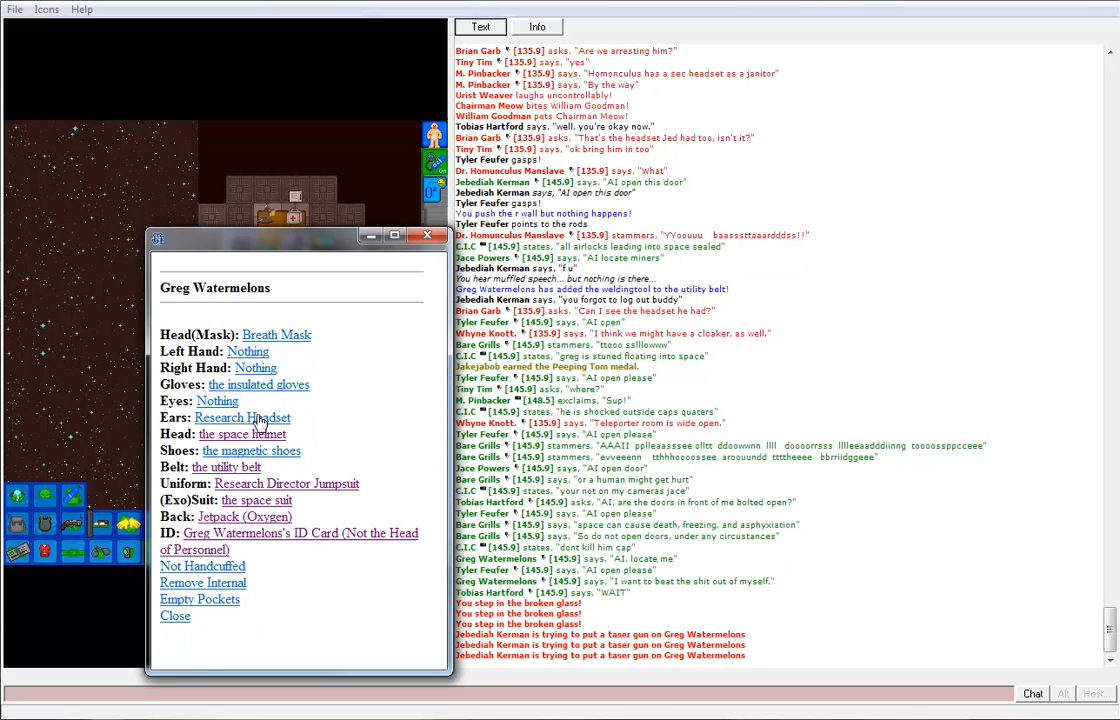 File Icons Help
Text Info
Brian Garb [135.9] asks, "Are we arresting him?"
Tiny Tim [135.9] says, "yes"
M. Pinbacker [135.9] says, "Homonculus has a sec headset as a janitor"
M. Pinbacker [135.9] says, "By the way"
Urist Weaver laughs uncontrollably!
Chairman Meow bites William Goodman!
William Goodman pets Chairman Meow!
Tobias Hartford says, "well, you're okay now."
Brian Garb [135.9] asks, "That's the headset Jed had too, isn't it?"
Tiny Tim [135.9] says, "ok bring him in too"
Tyler Feufer gasps!
Dr. Homunculus Manslave [135.9] says, "What"
Jebediah Kerman [145.9] says, "AI open this door"
Jebediah Kerman says, "AI open this door"
Tyler Feufer gasps!
You push the r wall but nothing happens!
Tyler Feufer points to the rods
Dr. Homunculus Manslave [135.9] stammers, "YYoouuu baasssttaaarddddss!!"
C.I.C [145.9] states, "all airlocks leading into space sealed"
Jace Powers [145.9] says, "AI locate miners"
Jebediah Kerman says, "f u"
You hear muffled speech... but nothing is there...
Greg Watermelons has added the weldingtool to the utility belt!
Jebediah Kerman says, "you forgot to log out buddy"
Brian Garb [135.9] asks, "Can I see the headset he had?"
Tyler Feufer [145.9] says, "AI open"
Whyne Knott. [135.9] says, "I think we might have a cloaker, as well."
Bare Grills [145.9] stammers, "ttooo sslllowww"
C.I.C [145.9] states, "greg is stuned floating into space"
Jakejabob earned the Peeping Tom medal.
Tyler Feufer [145.9] says, "AI open please"
Tiny Tim [135.9] asks, "where?"
M. Pinbacker [148.5] exclaims, "Sup!"
C.I.C [145.9] states, "he is shocked outside caps quaters"
Whyne Knott. [135.9] says, "Teleporter room is wide open."
Tyler Feufer [145.9] says, "AI open please"
Bare Grills [145.9] stammers, "AAAII pplleaassseee olltt ddoowwnn llll doooorrsss llleeaaadddiinng toooossppcceee"
Bare Grills [145.9] stammers, "evveeenn tthhhoooossee aroouundd ttttheeee bbrriidggeee"
Jace Powers [145.9] says, "AI open door"
Bare Grills [145.9] says, "or a human might get hurt"
C.I.C [145.9] states, "your not on my cameras jace"
Tobias Hartford [145.9] asks, "AI, are the doors in front of me bolted open?"
Tyler Feufer [145.9] says, "AI open please"
Bare Grills [145.9] says, "space can cause death, freezing, and asphyxiation"
Bare Grills [145.9] says, "So do not open doors, under any circustances"
C.I.C [145.9] states, "dont kill him cap"
Greg Watermelons [145.9] says, "AI, locate me"
Tyler Feufer [145.9] says, "AI open please"
Greg Watermelons [145.9] says, "I want to beat the shit out of myself."
Tobias Hartford [145.9] says, "WAIT"
You step in the broken glass!
You step in the broken glass!
You step in the broken glass!
Jebediah Kerman is trying to put a taser gun on Greg Watermelons
Jebediah Kerman is trying to put a taser gun on Greg Watermelons
Jebediah Kerman is trying to put a taser gun on Greg Watermelons
Greg Watermelons
Head(Mask): Breath Mask
Left Hand: Nothing
Right Hand: Nothing
Gloves: the insulated gloves
Eyes: Nothing
Ears: Research Headset
Head: the space helmet
Shoes: the magnetic shoes
Belt: the utility belt
Uniform: Research Director Jumpsuit
(Exo)Suit: the space suit
Back: Jetpack (Oxygen)
ID: Greg Watermelons's ID Card (Not the Head
of Personnel)
Not Handcuffed
Remove Internal
Empty Pockets
Close
Chat Alt Host...